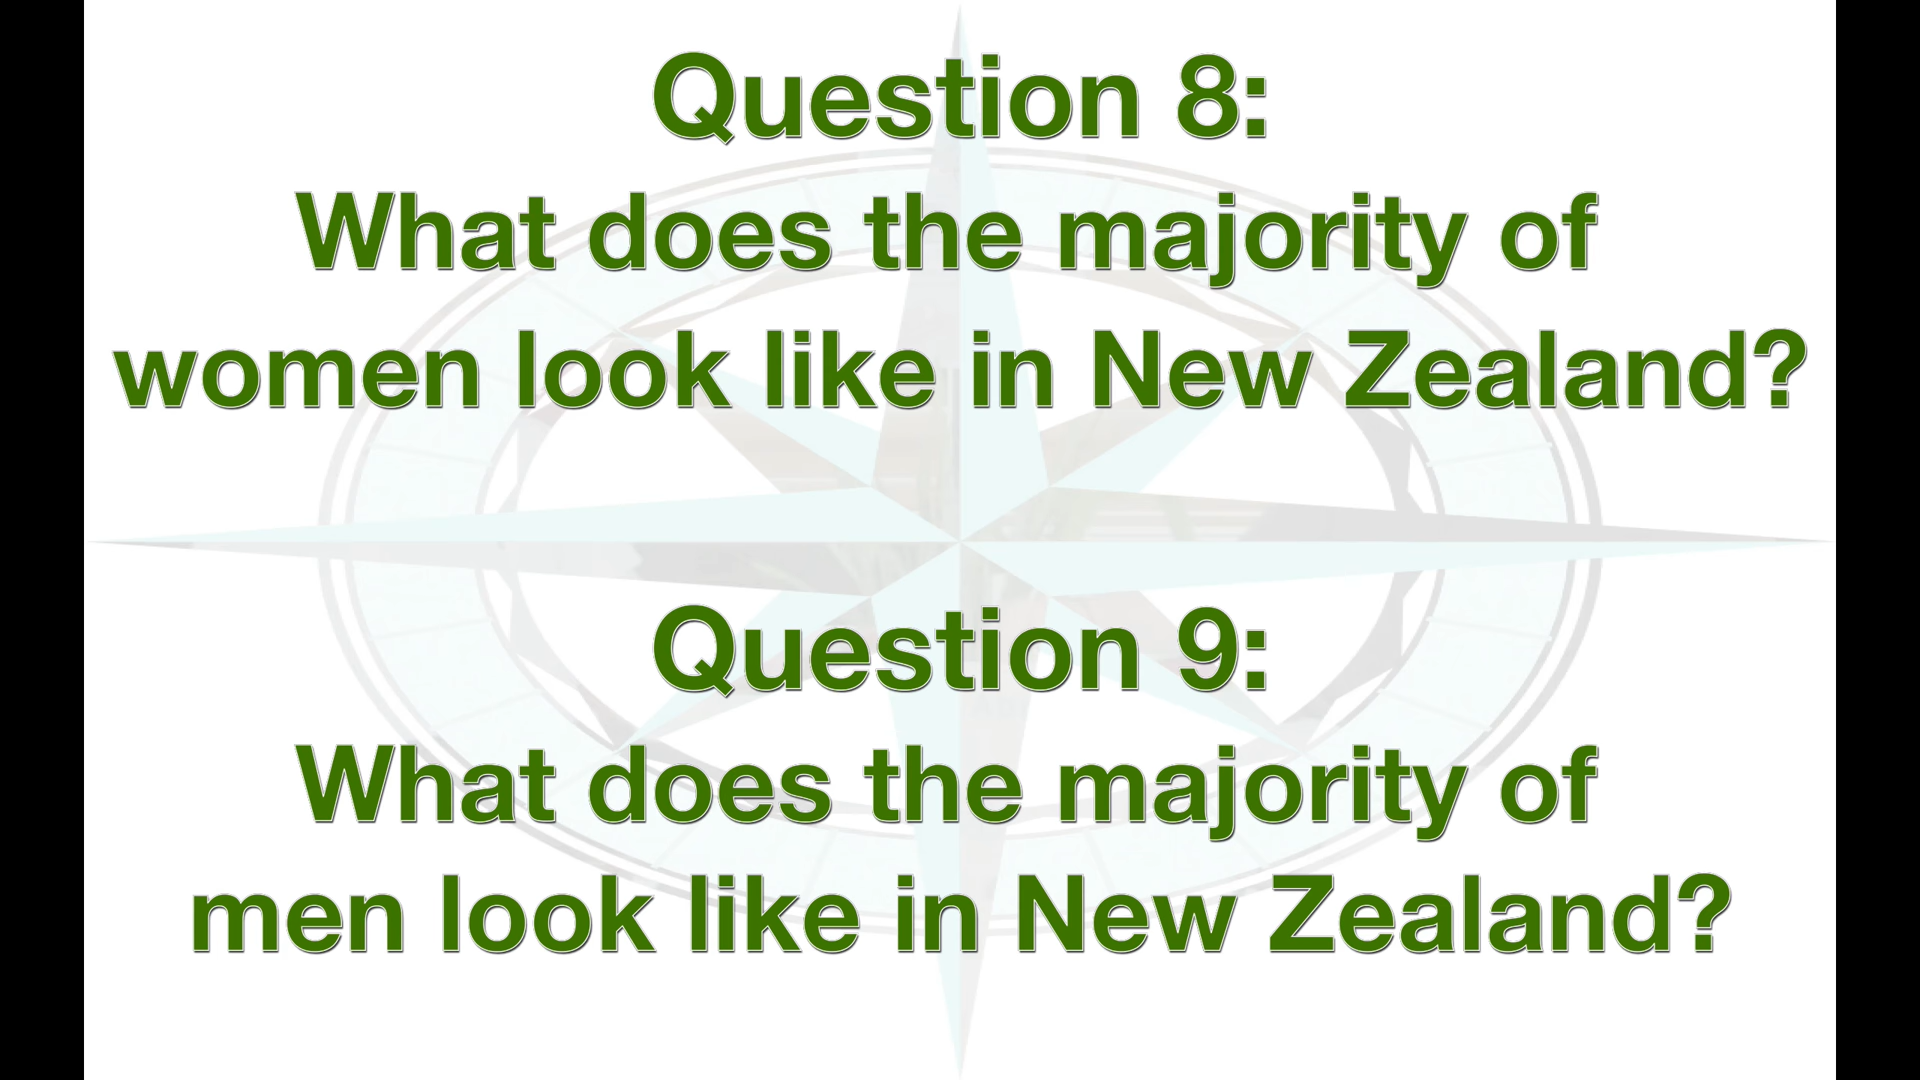 Question 8:
What does the majority of
women look like in New Zealand?
Question 9:
What does the majority of
men look like in New Zealand?